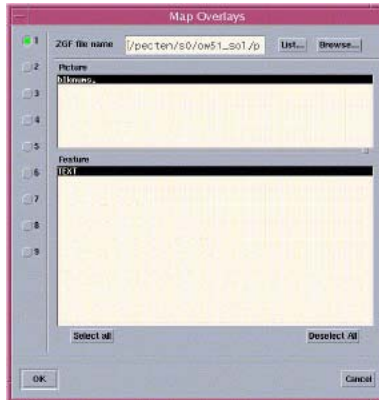 Map Overlays
1 ZGF file name [/pecten/s0/ow51_sol/p List... Browse...
2 Picture
blknums.
3
4
5
Feature
6 TEXT
7
8
9
Select all Deselect All
OK Cancel